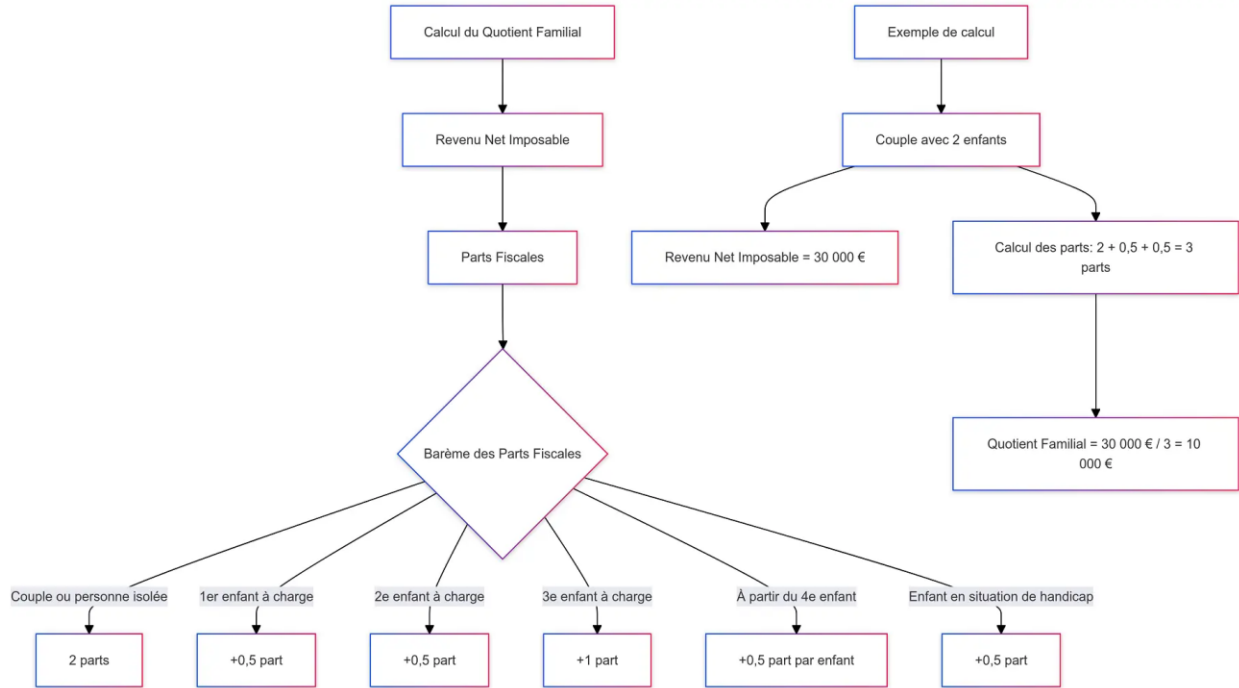 Calcul du Quotient Familial
Revenu Net Imposable
Parts Fiscales
Barème des Parts Fiscales
Couple ou personne isolée
1er enfant à charge
2e enfant à charge
3e enfant à charge
À partir du 4e enfant
Enfant en situation de handicap
2 parts
+0,5 part
+0,5 part
+1 part
+0,5 part par enfant
+0,5 part
Exemple de calcul
Couple avec 2 enfants
Revenu Net Imposable = 30 000 €
Calcul des parts: 2 + 0,5 + 0,5 = 3
parts
Quotient Familial = 30 000 € / 3 = 10
000 €